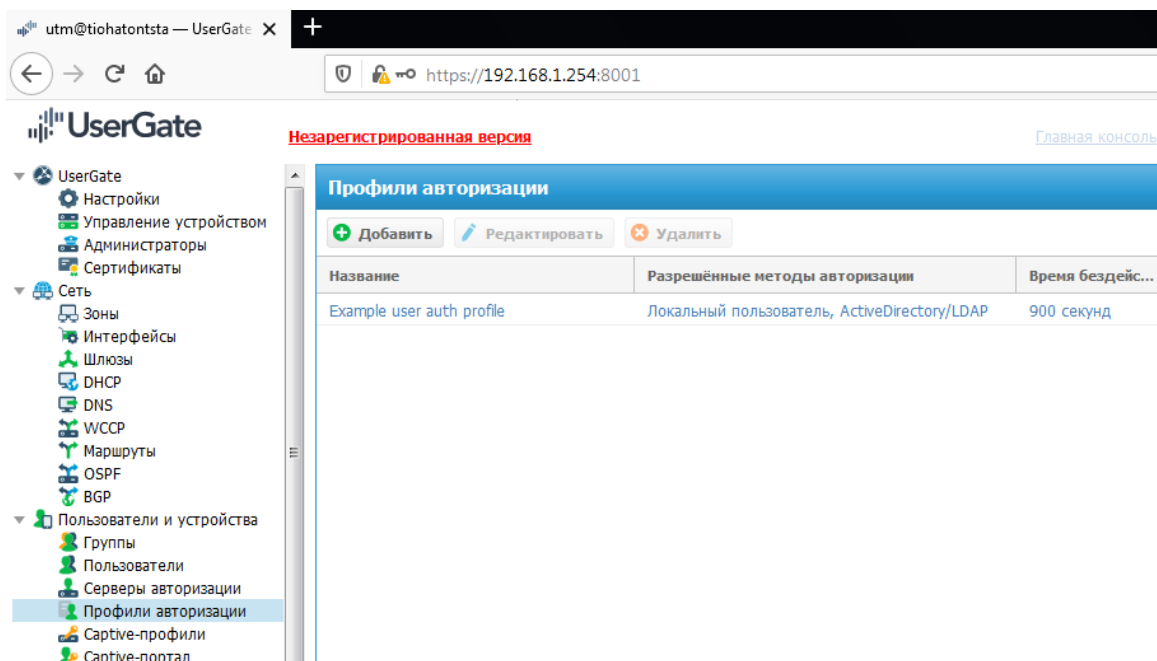 utm@tiohatontsta — UserGate
https://192.168.1.254:8001
UserGate
Незарегистрированная версия
Главная консоль
UserGate
Настройки
Управление устройством
Администраторы
Сертификаты
Сеть
Зоны
Интерфейсы
Шлюзы
DHCP
DNS
WCCP
Маршруты
OSPF
BGP
Пользователи и устройства
Группы
Пользователи
Серверы авторизации
Профили авторизации
Captive-профили
Captive-портал
Профили авторизации
Добавить Редактировать Удалить
Название Разрешённые методы авторизации Время бездейс...
Example user auth profile Локальный пользователь, ActiveDirectory/LDAP 900 секунд